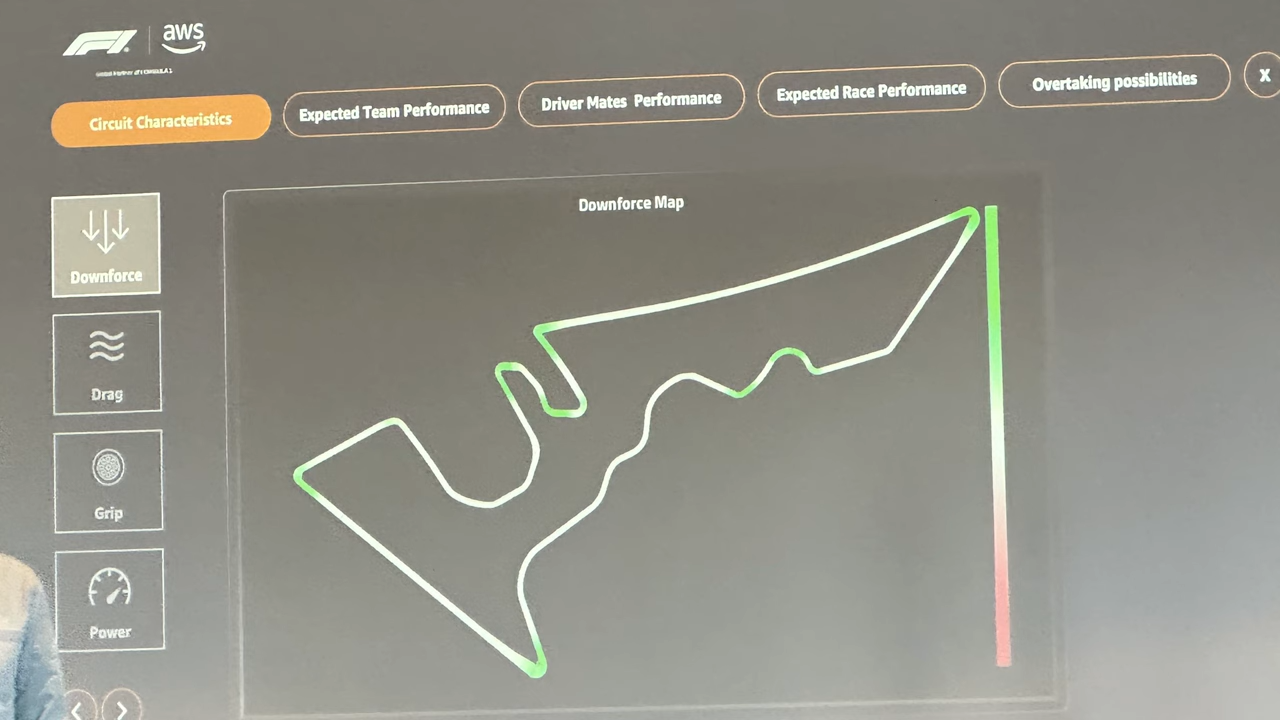 F1
aws
Circuit Characteristics
Expected Team Performance
Driver Mates Performance
Expected Race Performance
Overtaking possibilities
X
Downforce Map
Downforce
Drag
Grip
Power